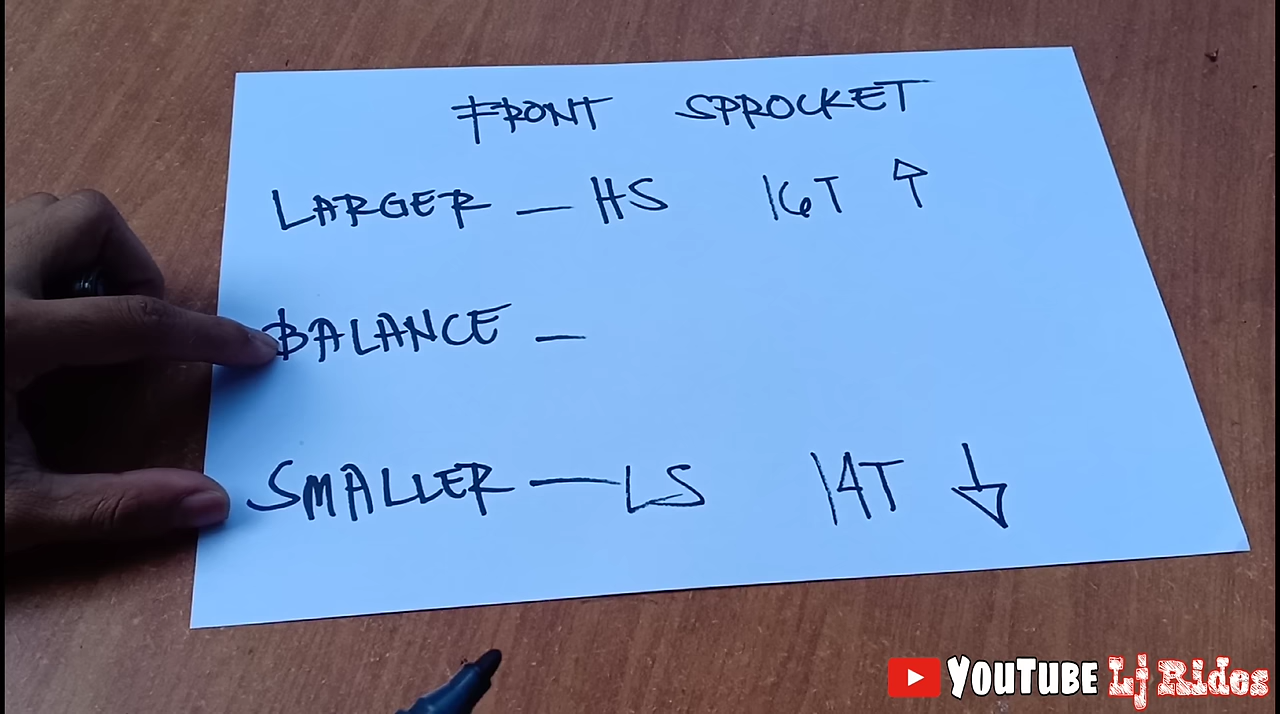 FRONT SPROCKET
LARGER — HS 16T ↑
BALANCE —
SMALLER — LS 14T ↓
YOUTUBE Lj Rides